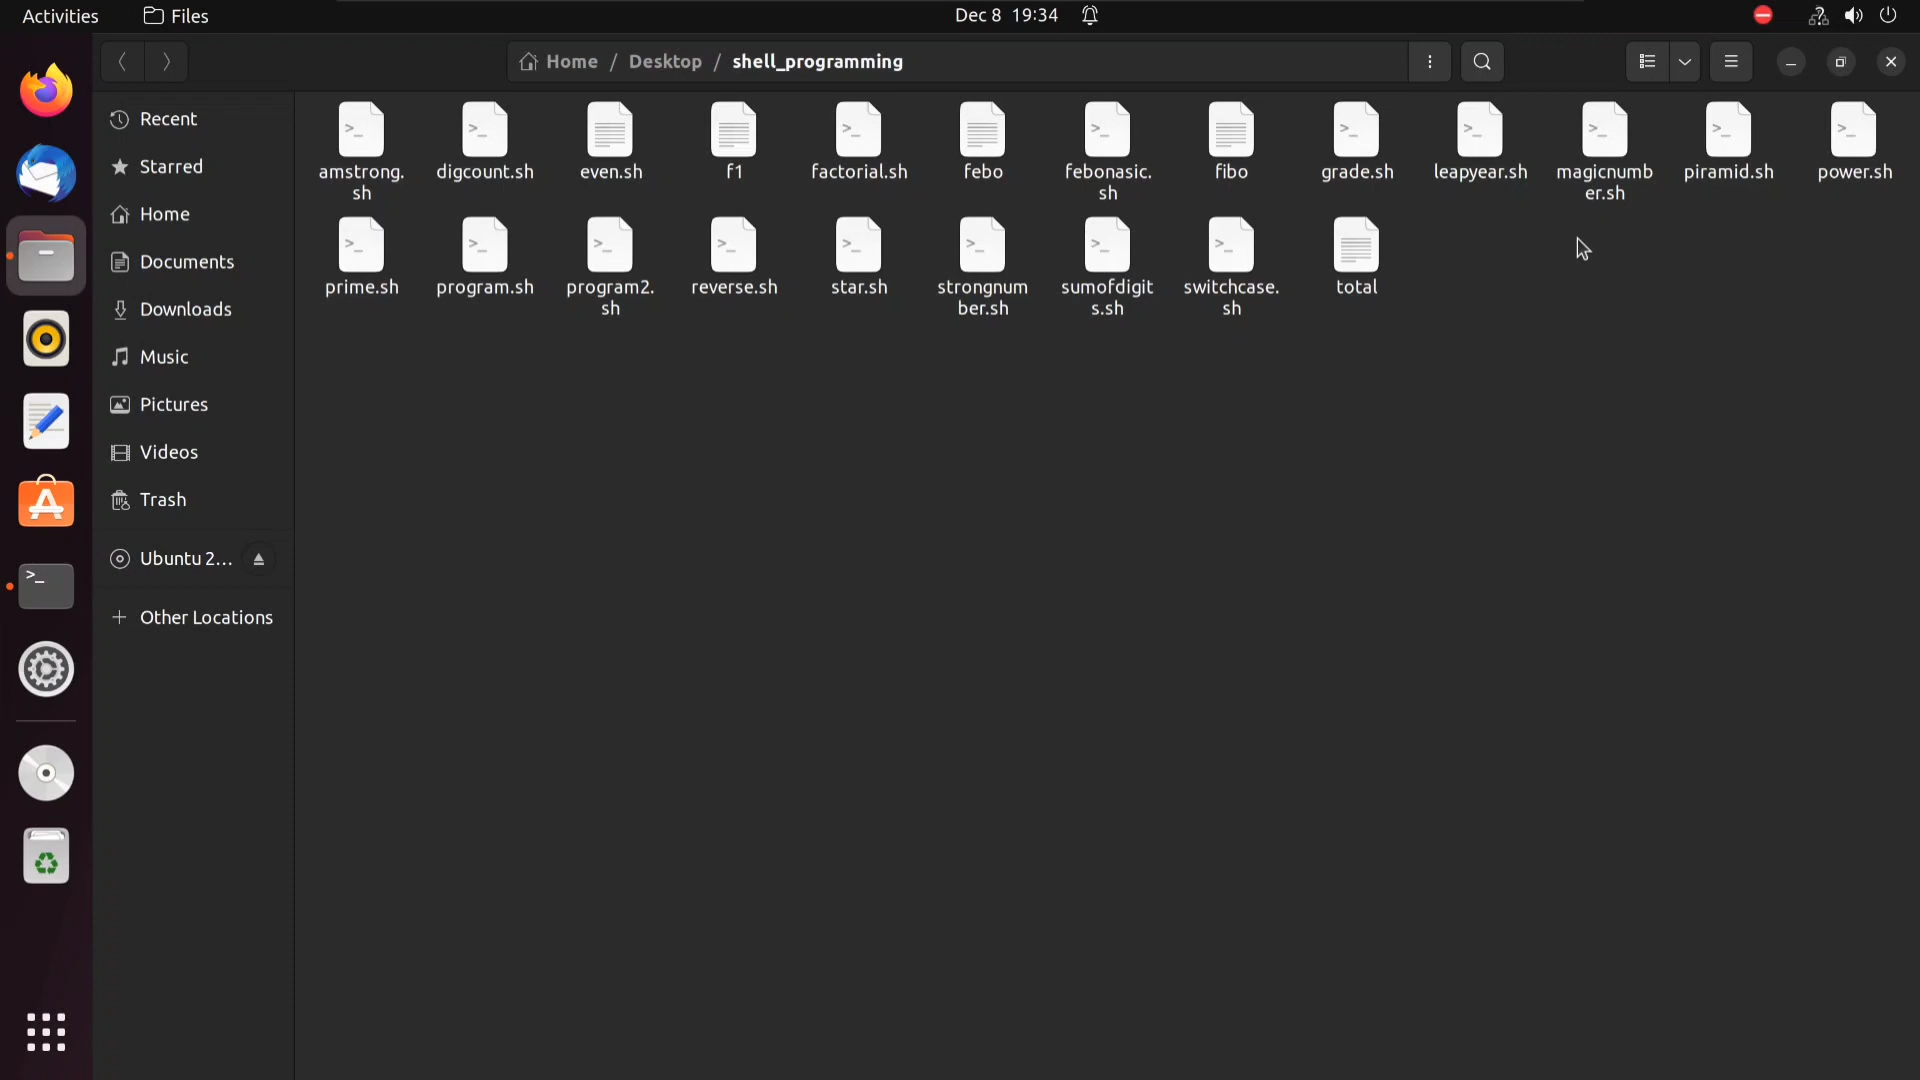 Activities
Files
Dec 8 19:34
Home / Desktop / shell_programming
Recent
Starred
Home
Documents
Downloads
Music
Pictures
Videos
Trash
Ubuntu 2...
+ Other Locations
amstrong.
sh
digcount.sh
even.sh
f1
factorial.sh
febo
febonasic.
sh
fibo
grade.sh
leapyear.sh
magicnumb
er.sh
piramid.sh
power.sh
prime.sh
program.sh
program2.
sh
reverse.sh
star.sh
strongnum
ber.sh
sumofdigit
s.sh
switchcase.
sh
total